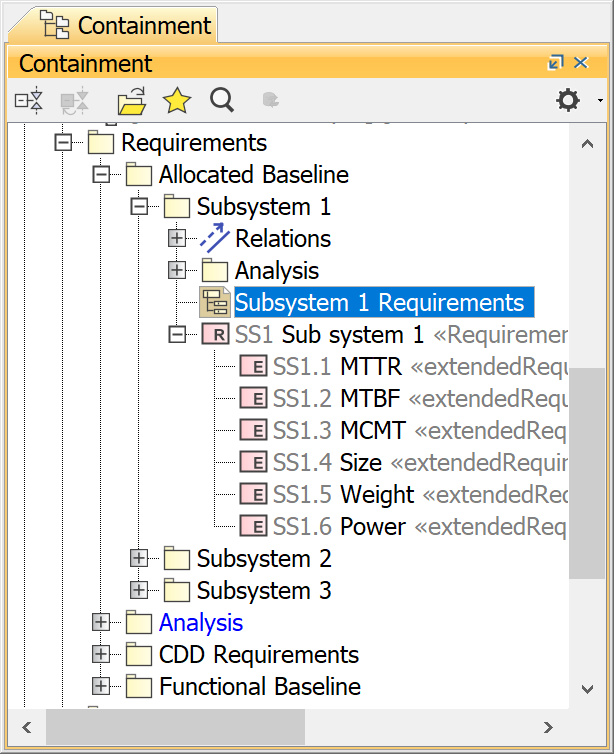 Containment
Containment
Requirements
Allocated Baseline
Subsystem 1
Relations
Analysis
Subsystem 1 Requirements
R SS1 Sub system 1 «Requiremen
E SS1.1 MTTR «extendedRequ
E SS1.2 MTBF «extendedRequ
E SS1.3 MCMT «extendedReq
E SS1.4 Size «extendedRequir
E SS1.5 Weight «extendedRec
E SS1.6 Power «extendedReq
Subsystem 2
Subsystem 3
Analysis
CDD Requirements
Functional Baseline